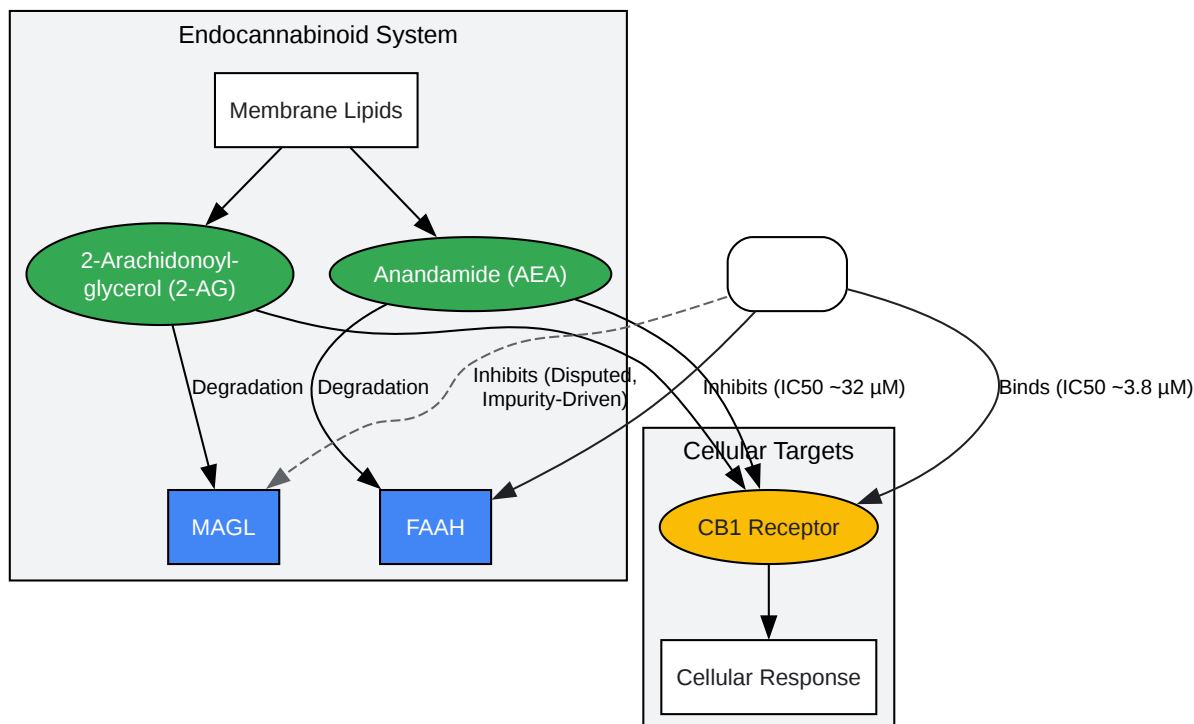 Endocannabinoid System
Membrane Lipids
2-Arachidonoyl-
glycerol (2-AG)
Anandamide (AEA)
Degradation
Degradation
Inhibits (Disputed,
Impurity-Driven)
Inhibits (IC50 ~32 µM)
Binds (IC50 ~3.8 µM)
Cellular Targets
MAGL
FAAH
CB1 Receptor
Cellular Response